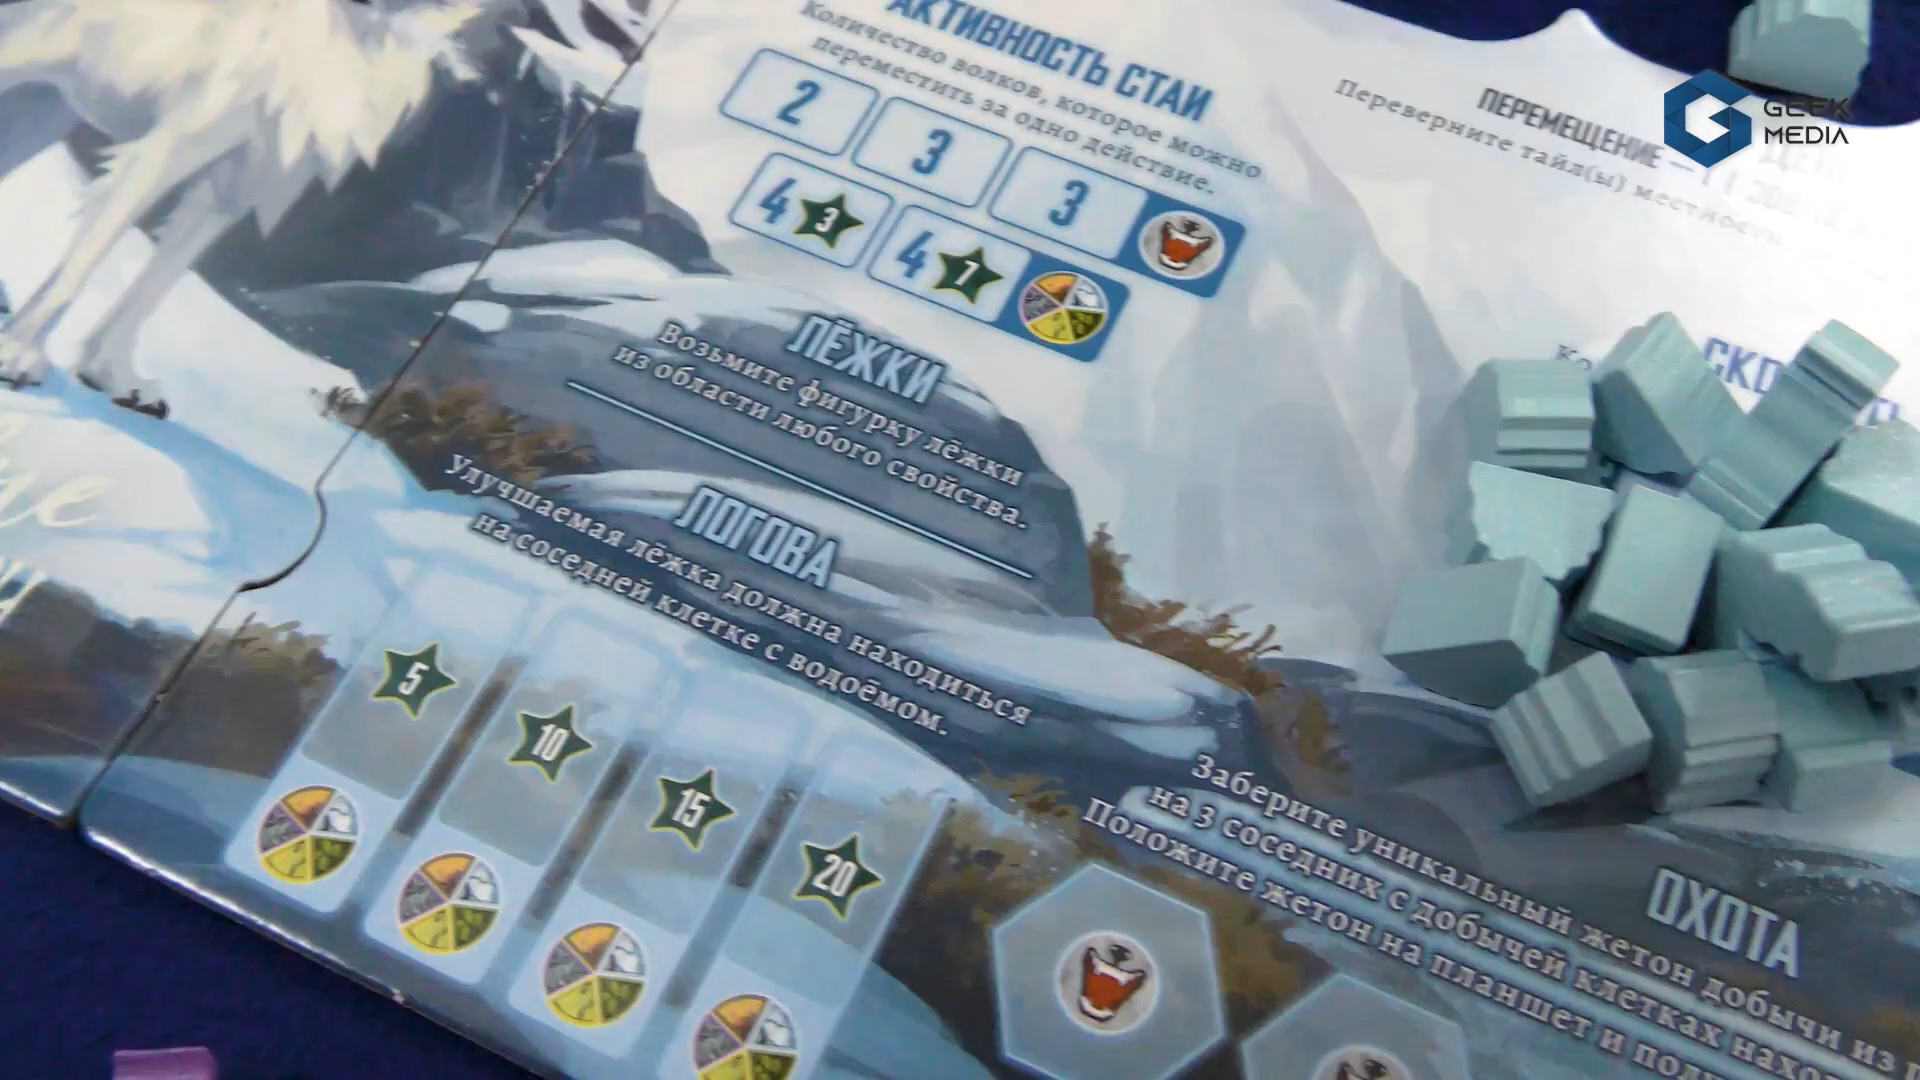 АКТИВНОСТЬ СТАИ
Количество волков, которое можно
переместить за одно действие.
2
3
3
4 3
4 7
ЛЁЖКИ
Возьмите фигурку лёжки
из области любого свойства.
ЛОГОВА
Улучшаемая лёжка должна находиться
на соседней клетке с водоёмом.
5
10
15
20
ПЕРЕМЕЩЕНИЕ —
Переверните тайл(ы) местности.
GEEK
MEDIA
СКО
ОХОТА
Заберите уникальный жетон добычи из
на 3 соседних с добычей клетках
Положите жетон на планшет и